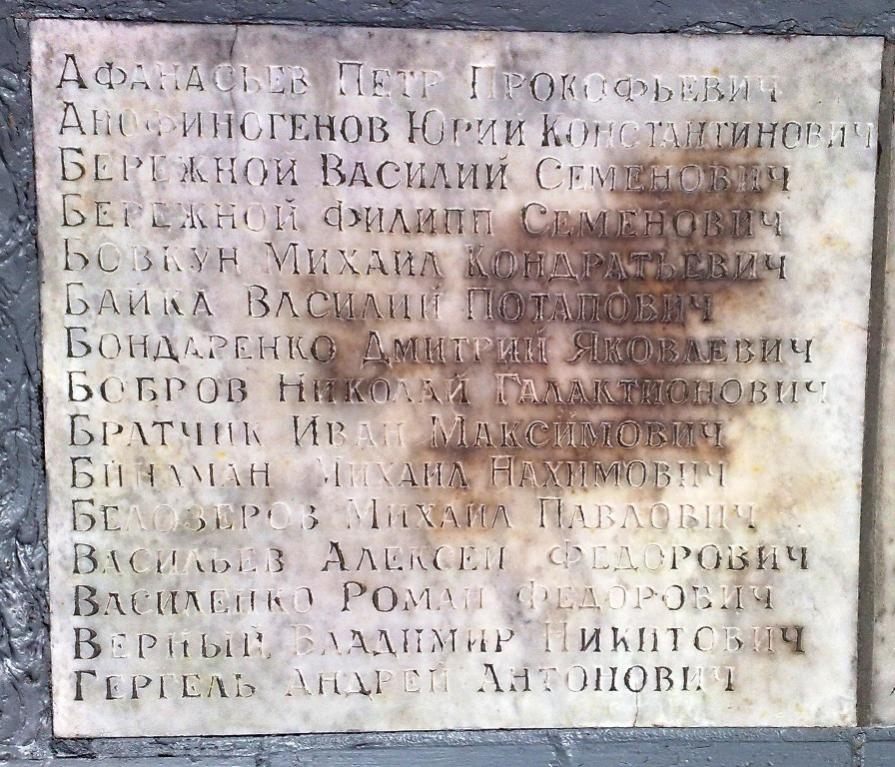 Афанасьев Петр Прокофьевич
Анофиногенов Юрий Константинович
Бережной Василий Семенович
Бережной Филипп Семенович
Бовкун Михаил Кондратьевич
Байка Василий Потапович
Бондаренко Дмитрий Яковлевич
Бобров Николай Галактионович
Братчик Иван Максимович
Михаил Нахимович
Белозеров Михаил Павлович
Васильев Алексей Федорович
Василенко Роман Федорович
Верный Владимир Никитович
Гергель Андрей Антонович